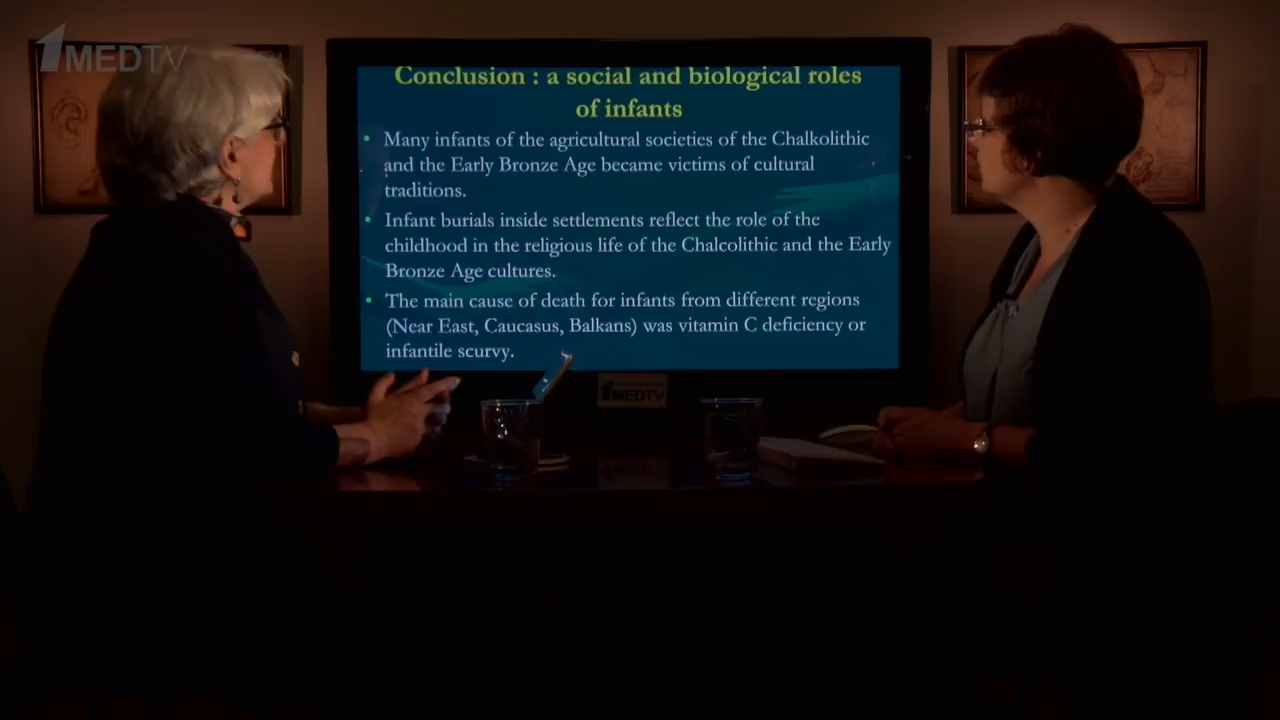 1MEDTV
Conclusion : a social and biological roles
of infants
• Many infants of the agricultural societies of the Chalkolithic
and the Early Bronze Age became victims of cultural
traditions.
• Infant burials inside settlements reflect the role of the
childhood in the religious life of the Chalcolithic and the Early
Bronze Age cultures.
• The main cause of death for infants from different regions
(Near East, Caucasus, Balkans) was vitamin C deficiency or
infantile scurvy.
1MEDTV